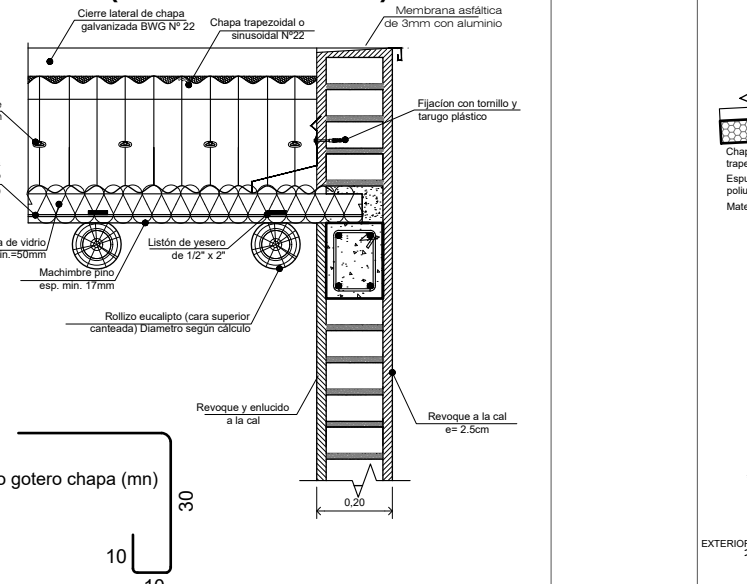 Cierre lateral de chapa
galvanizada BWG Nº 22
Chapa trapezoidal o
sinusoidal Nº22
Membrana asfáltica
de 3mm con aluminio
Fijacíon con tornillo y
tarugo plástico
de vidrio
=50mm
Machimbre pino
esp. min. 17mm
Listón de yesero
de 1/2" x 2"
Rollizo eucalipto (cara superior
canteada) Diametro según cálculo
Revoque y enlucido
a la cal
Revoque a la cal
e= 2.5cm
0,20
gotero chapa (mn)
30
10
10
Chap
trape
Espu
poliu
Mate
EXTERIOR